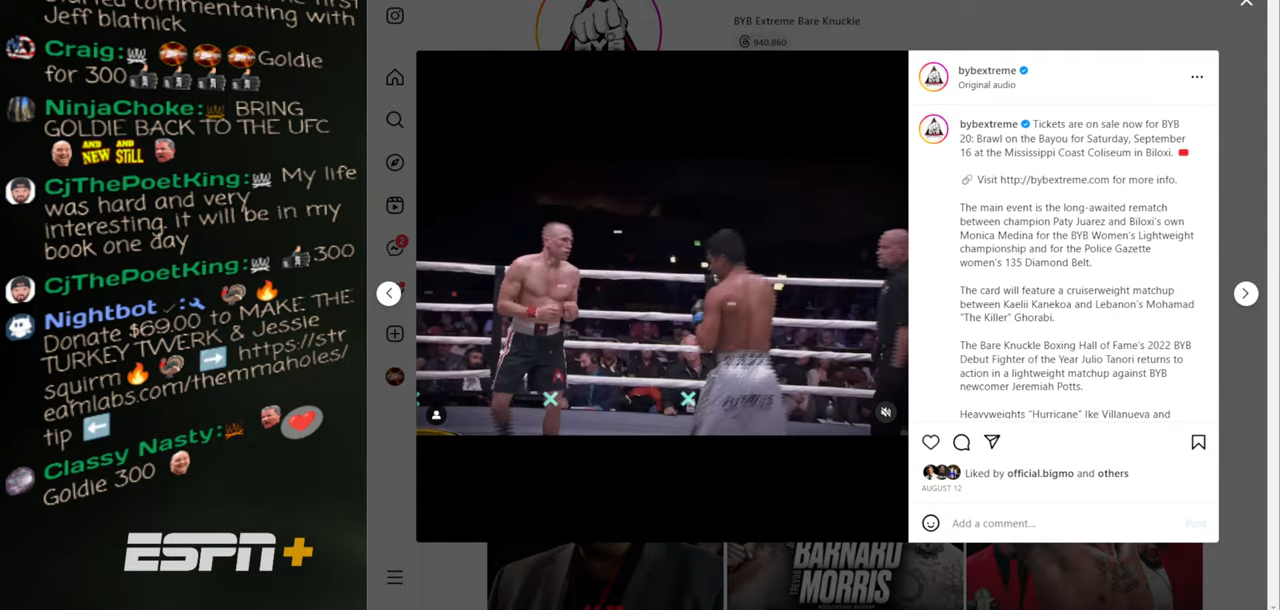 started commentating with
Jeff blatnick
Craig: Goldie
for 300
NinjaChoke: BRING
GOLDIE BACK TO THE UFC
AND NEW AND STILL
CjThePoetKing: My life
was hard and very
interesting. it will be in my
book one day
CjThePoetKing: 300
Nightbot:
Donate $69.00 to MAKE THE
TURKEY TWERK & Jessie
squirm https://str
eamlabs.com/themmaholes/
tip
Classy Nasty:
Goldie 300
ESPN+
BYB Extreme Bare Knuckle
940,860
BYB
2
bybextreme
Original audio
bybextreme Tickets are on sale now for BYB
20: Brawl on the Bayou for Saturday, September
16 at the Mississippi Coast Coliseum in Biloxi.
Visit http://bybextreme.com for more info.
The main event is the long-awaited rematch
between champion Paty Juarez and Biloxi's own
Monica Medina for the BYB Women's Lightweight
championship and for the Police Gazette
women's 135 Diamond Belt.
The card will feature a cruiserweight matchup
between Kaelii Kanekoa and Lebanon's Mohamad
"The Killer" Ghorabi.
The Bare Knuckle Boxing Hall of Fame's 2022 BYB
Debut Fighter of the Year Julio Tanori returns to
action in a lightweight matchup against BYB
newcomer Jeremiah Potts.
Heavyweights "Hurricane" Ike Villanueva and
Liked by official.bigmo and others
AUGUST 12
Add a comment...
Post
BARNARD
MORRIS